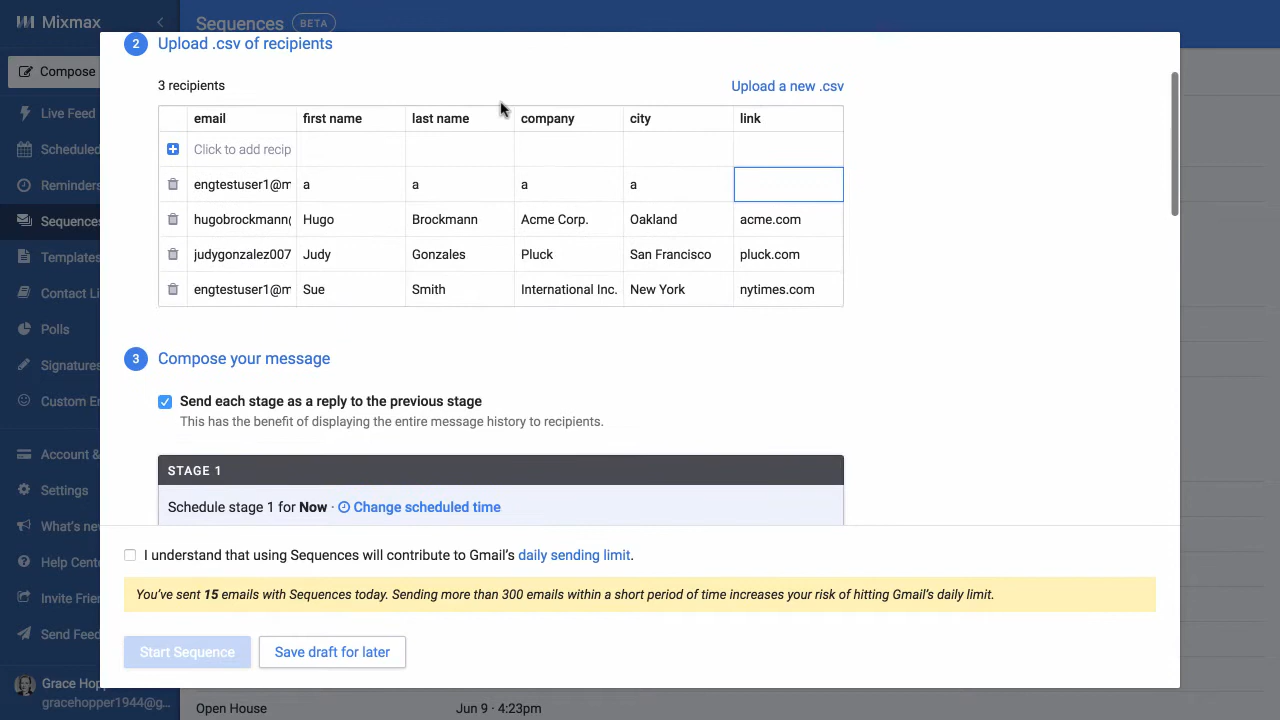 Mixmax
Sequences BETA
2 Upload .csv of recipients
Compose
3 recipients
Upload a new .csv
Live Feed
email first name last name company city link
Scheduled
Click to add recip
Reminders
engtestuser1@m a a a a
Sequences
hugobrockmann( Hugo Brockmann Acme Corp. Oakland acme.com
Templates
judygonzalez007 Judy Gonzales Pluck San Francisco pluck.com
Contact Li
engtestuser1@m Sue Smith International Inc. New York nytimes.com
Polls
3 Compose your message
Signatures
Custom Em
Send each stage as a reply to the previous stage
This has the benefit of displaying the entire message history to recipients.
Account &
STAGE 1
Settings
Schedule stage 1 for Now · Change scheduled time
What's new
Help Cente
I understand that using Sequences will contribute to Gmail's daily sending limit.
Invite Frien
You've sent 15 emails with Sequences today. Sending more than 300 emails within a short period of time increases your risk of hitting Gmail's daily limit.
Send Feed
Start Sequence Save draft for later
Grace Hopp
gracehopper1944@g...
Open House Jun 9 · 4:23pm